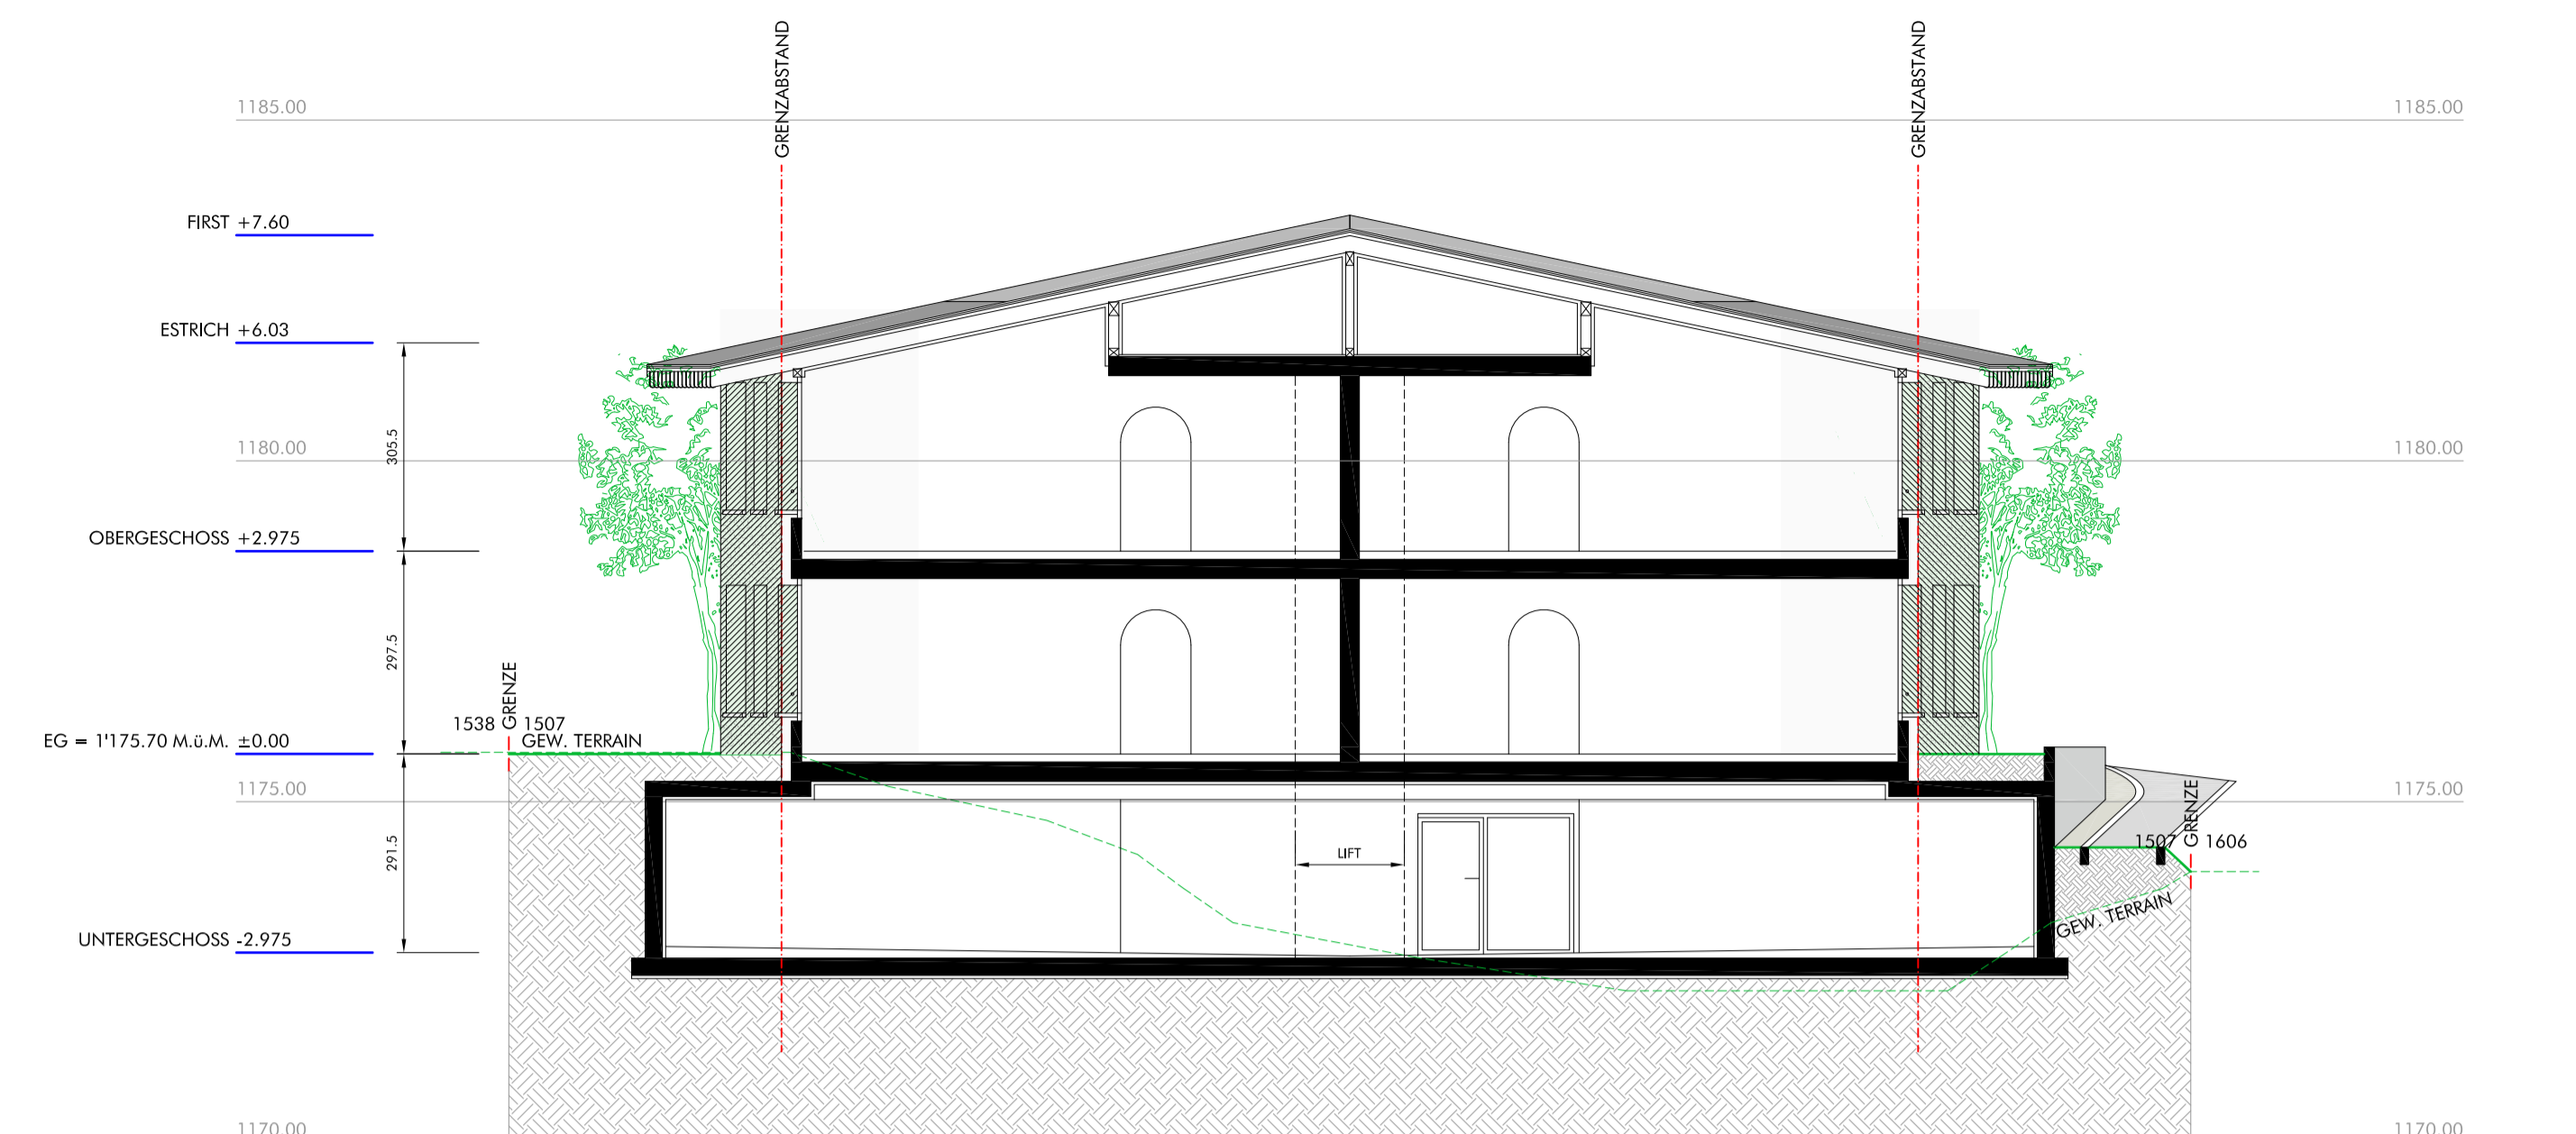 GRENZABSTAND
GRENZABSTAND
1185.00
1185.00
FIRST +7.60
ESTRICH +6.03
305.5
1180.00
1180.00
OBERGESCHOSS +2.975
297.5
GRENZE
1538 1507
EG = 1'175.70 M.ü.M. ±0.00
GEW. TERRAIN
1175.00
1175.00
GRENZE
1507 1606
291.5
LIFT
GEW. TERRAIN
UNTERGESCHOSS -2.975
1170.00
1170.00